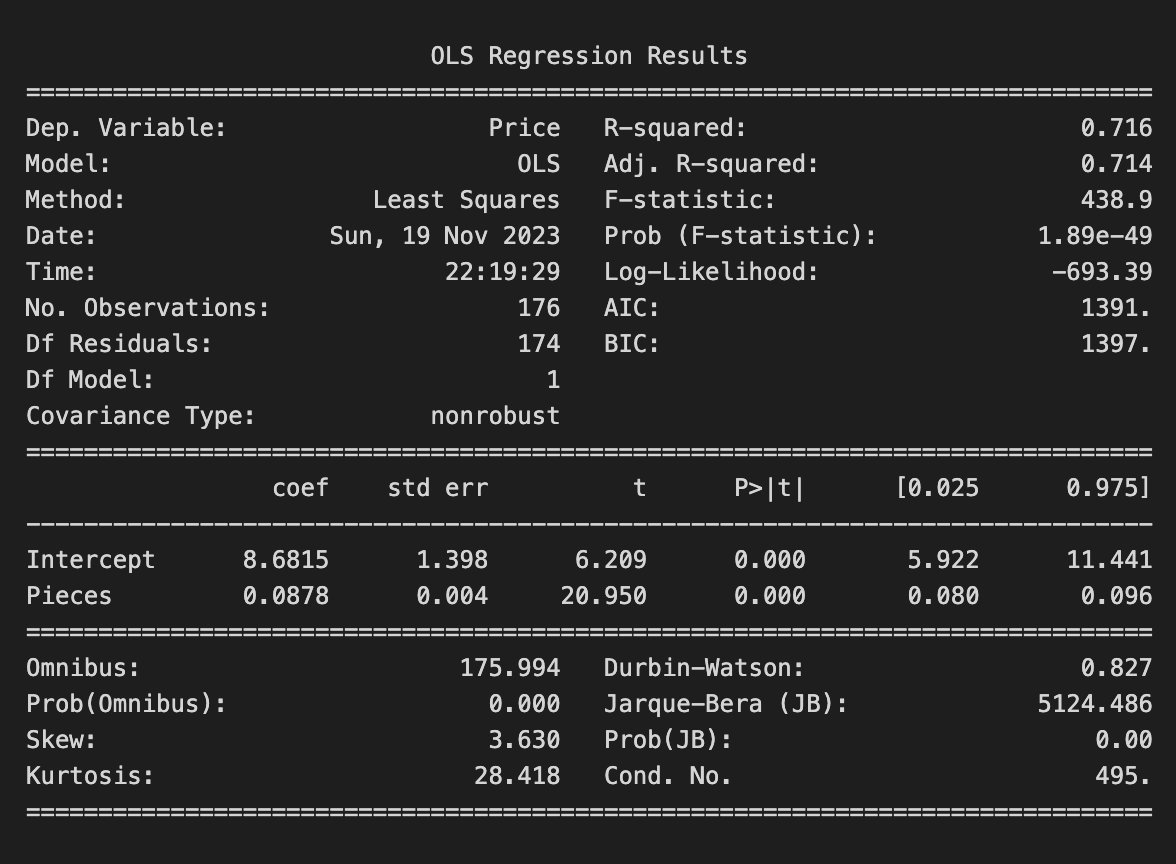 OLS Regression Results
==============================================================================
Dep. Variable:                  Price   R-squared:                       0.716
Model:                            OLS   Adj. R-squared:                  0.714
Method:                 Least Squares   F-statistic:                     438.9
Date:                Sun, 19 Nov 2023   Prob (F-statistic):           1.89e-49
Time:                        22:19:29   Log-Likelihood:                -693.39
No. Observations:                 176   AIC:                             1391.
Df Residuals:                     174   BIC:                             1397.
Df Model:                           1
Covariance Type:            nonrobust
==============================================================================
                 coef    std err          t      P>|t|      [0.025      0.975]
------------------------------------------------------------------------------
Intercept      8.6815      1.398      6.209      0.000       5.922      11.441
Pieces         0.0878      0.004     20.950      0.000       0.080       0.096
==============================================================================
Omnibus:                      175.994   Durbin-Watson:                   0.827
Prob(Omnibus):                  0.000   Jarque-Bera (JB):             5124.486
Skew:                           3.630   Prob(JB):                         0.00
Kurtosis:                      28.418   Cond. No.                         495.
==============================================================================